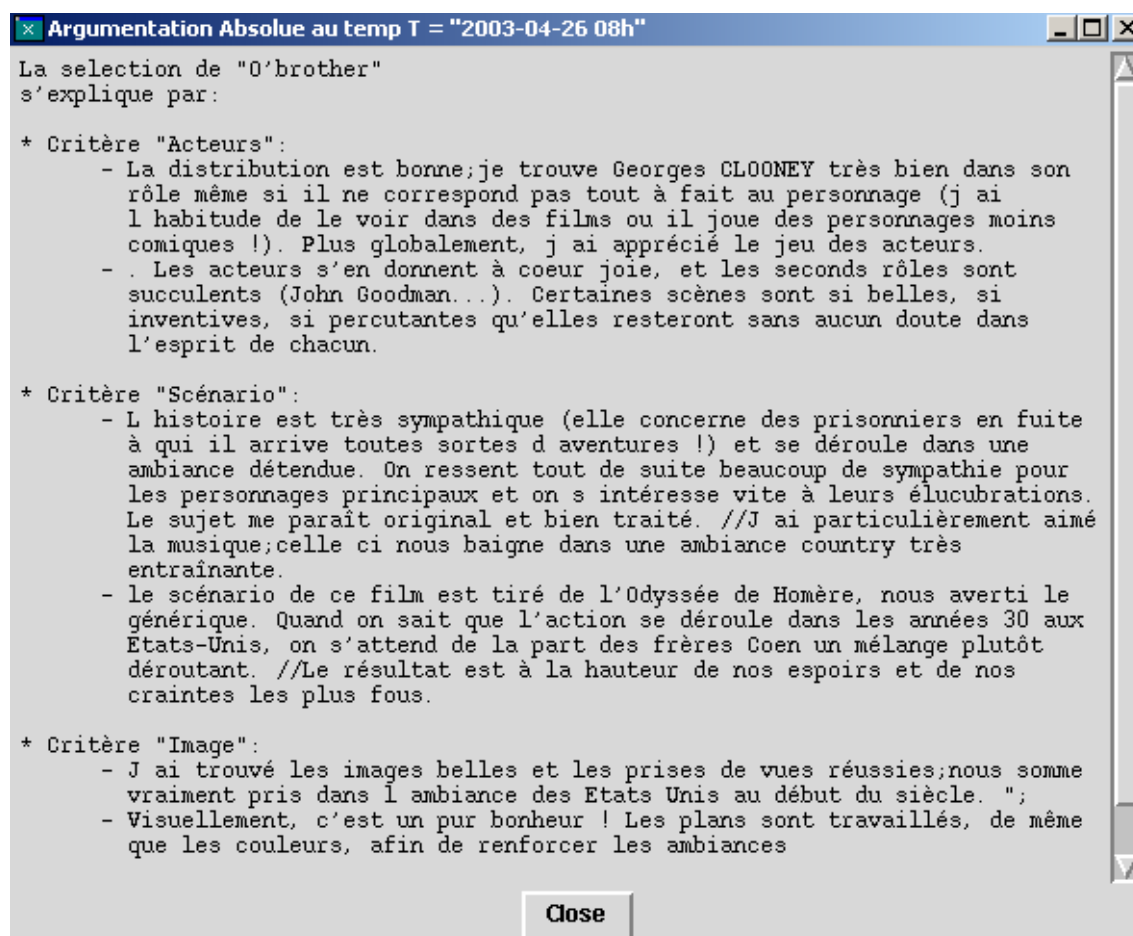 Argumentation Absolue au temp T = "2003-04-26 08h"
La selection de "O'brother"
s'explique par:
* Critère "Acteurs":
- La distribution est bonne;je trouve Georges CLOONEY très bien dans son
rôle même si il ne correspond pas tout à fait au personnage (j ai
l habitude de le voir dans des films ou il joue des personnages moins
comiques !). Plus globalement, j ai apprécié le jeu des acteurs.
- . Les acteurs s'en donnent à coeur joie, et les seconds rôles sont
succulents (John Goodman...). Certaines scènes sont si belles, si
inventives, si percutantes qu'elles resteront sans aucun doute dans
l'esprit de chacun.
* Critère "Scénario":
- L histoire est très sympathique (elle concerne des prisonniers en fuite
à qui il arrive toutes sortes d aventures !) et se déroule dans une
ambiance détendue. On ressent tout de suite beaucoup de sympathie pour
les personnages principaux et on s intéresse vite à leurs élucubrations.
Le sujet me paraît original et bien traité. //J ai particulièrement aimé
la musique;celle ci nous baigne dans une ambiance country très
entraînante.
- le scénario de ce film est tiré de l'Odyssée de Homère, nous averti le
générique. Quand on sait que l'action se déroule dans les années 30 aux
Etats-Unis, on s'attend de la part des frères Coen un mélange plutôt
déroutant. //Le résultat est à la hauteur de nos espoirs et de nos
craintes les plus fous.
* Critère "Image":
- J ai trouvé les images belles et les prises de vues réussies;nous somme
vraiment pris dans l ambiance des Etats Unis au début du siècle. ";
- Visuellement, c'est un pur bonheur ! Les plans sont travaillés, de même
que les couleurs, afin de renforcer les ambiances
Close